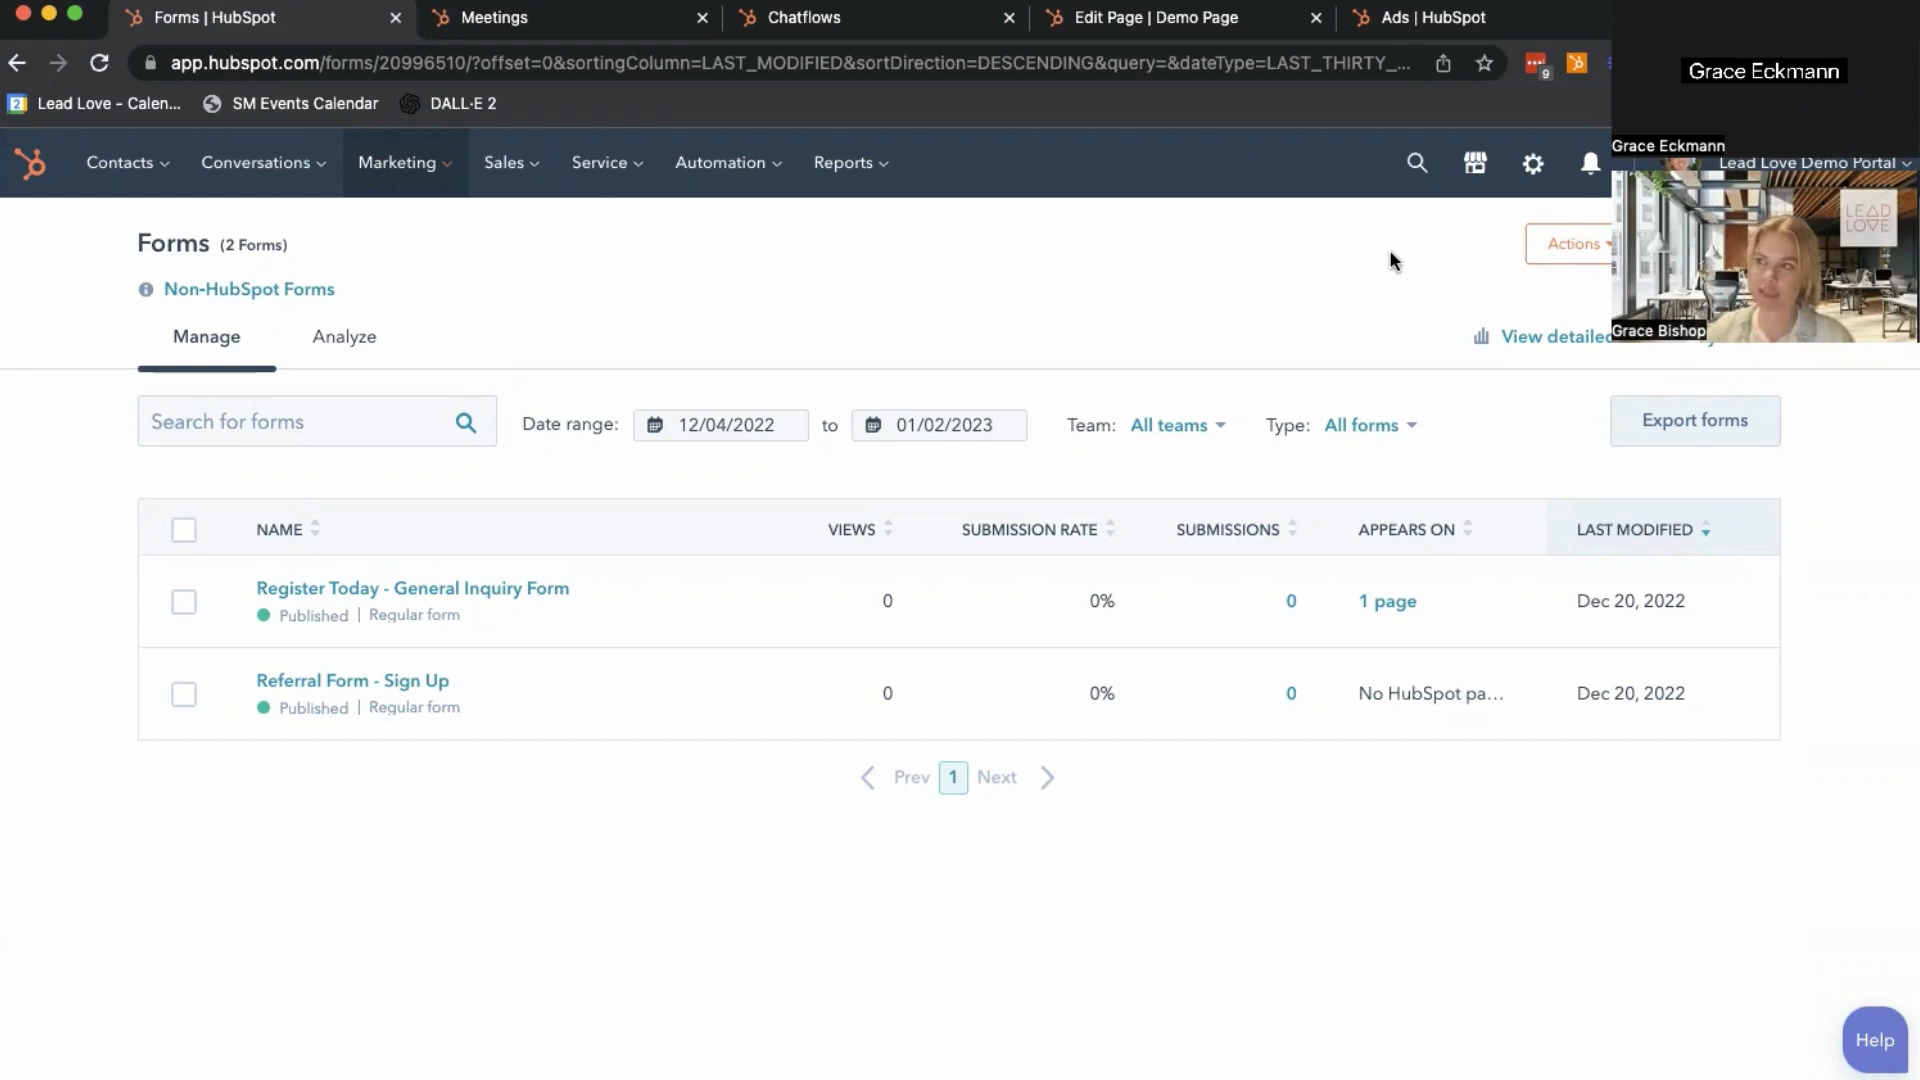 Forms | HubSpot
Meetings
Chatflows
Edit Page | Demo Page
Ads | HubSpot
app.hubspot.com/forms/20996510/?offset=0&sortingColumn=LAST_MODIFIED&sortDirection=DESCENDING&query=&dateType=LAST_THIRTY_...
9
Grace Eckmann
2
Lead Love - Calen...
SM Events Calendar
DALL·E 2
Grace Eckmann
Contacts
Conversations
Marketing
Sales
Service
Automation
Reports
Lead Love Demo Portal
LEAD
LOVE
Forms (2 Forms)
Actions
Non-HubSpot Forms
Grace Bishop
Manage
Analyze
View detailed
Search for forms
Date range:
12/04/2022
to
01/02/2023
Team: All teams
Type: All forms
Export forms
NAME
VIEWS
SUBMISSION RATE
SUBMISSIONS
APPEARS ON
LAST MODIFIED
Register Today - General Inquiry Form
Published | Regular form
0
0%
0
1 page
Dec 20, 2022
Referral Form - Sign Up
Published | Regular form
0
0%
0
No HubSpot pa...
Dec 20, 2022
Prev 1 Next
Help